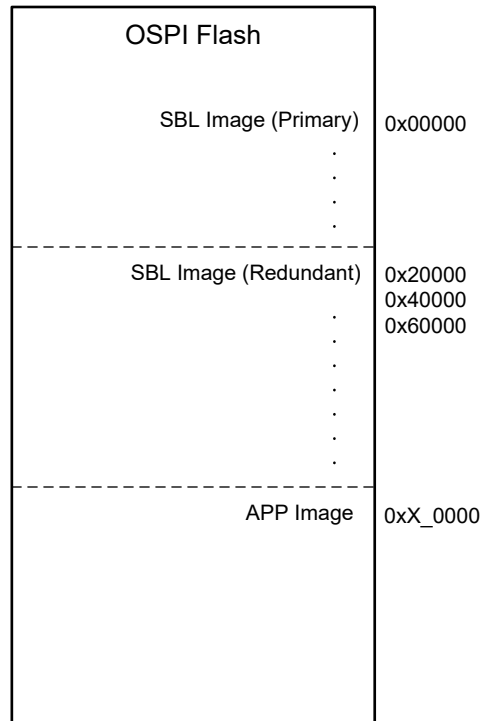 OSPI Flash
SBL Image (Primary) 0x00000
SBL Image (Redundant) 0x20000
0x40000
0x60000
APP Image 0xX_0000